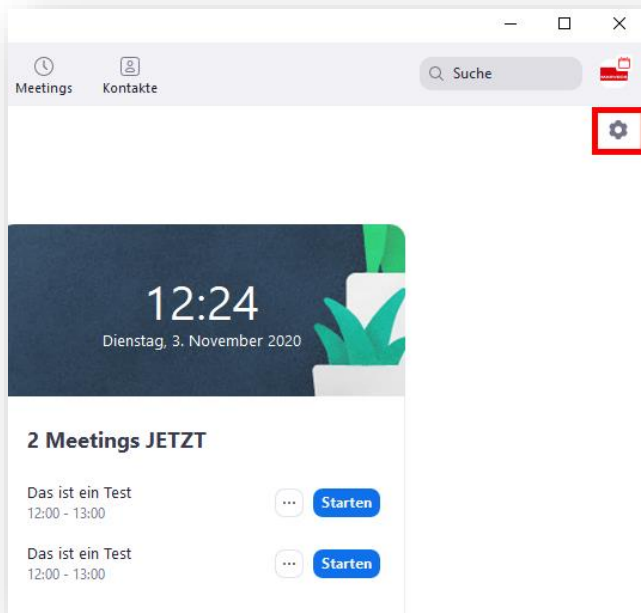 Meetings
Kontakte
Suche
12:24
Dienstag, 3. November 2020
2 Meetings JETZT
Das ist ein Test
12:00 - 13:00
Starten
Das ist ein Test
12:00 - 13:00
Starten